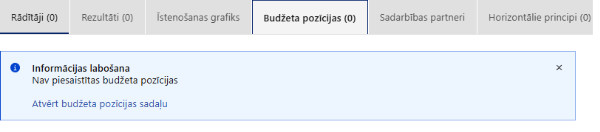 Rādītāji (0) Rezultāti (0) Īstenošanas grafiks Budžeta pozīcijas (0) Sadarbības partneri Horizontālie principi (0)
Informācijas labošana
Nav piesaistītas budžeta pozīcijas
Atvērt budžeta pozīcijas sadaļu